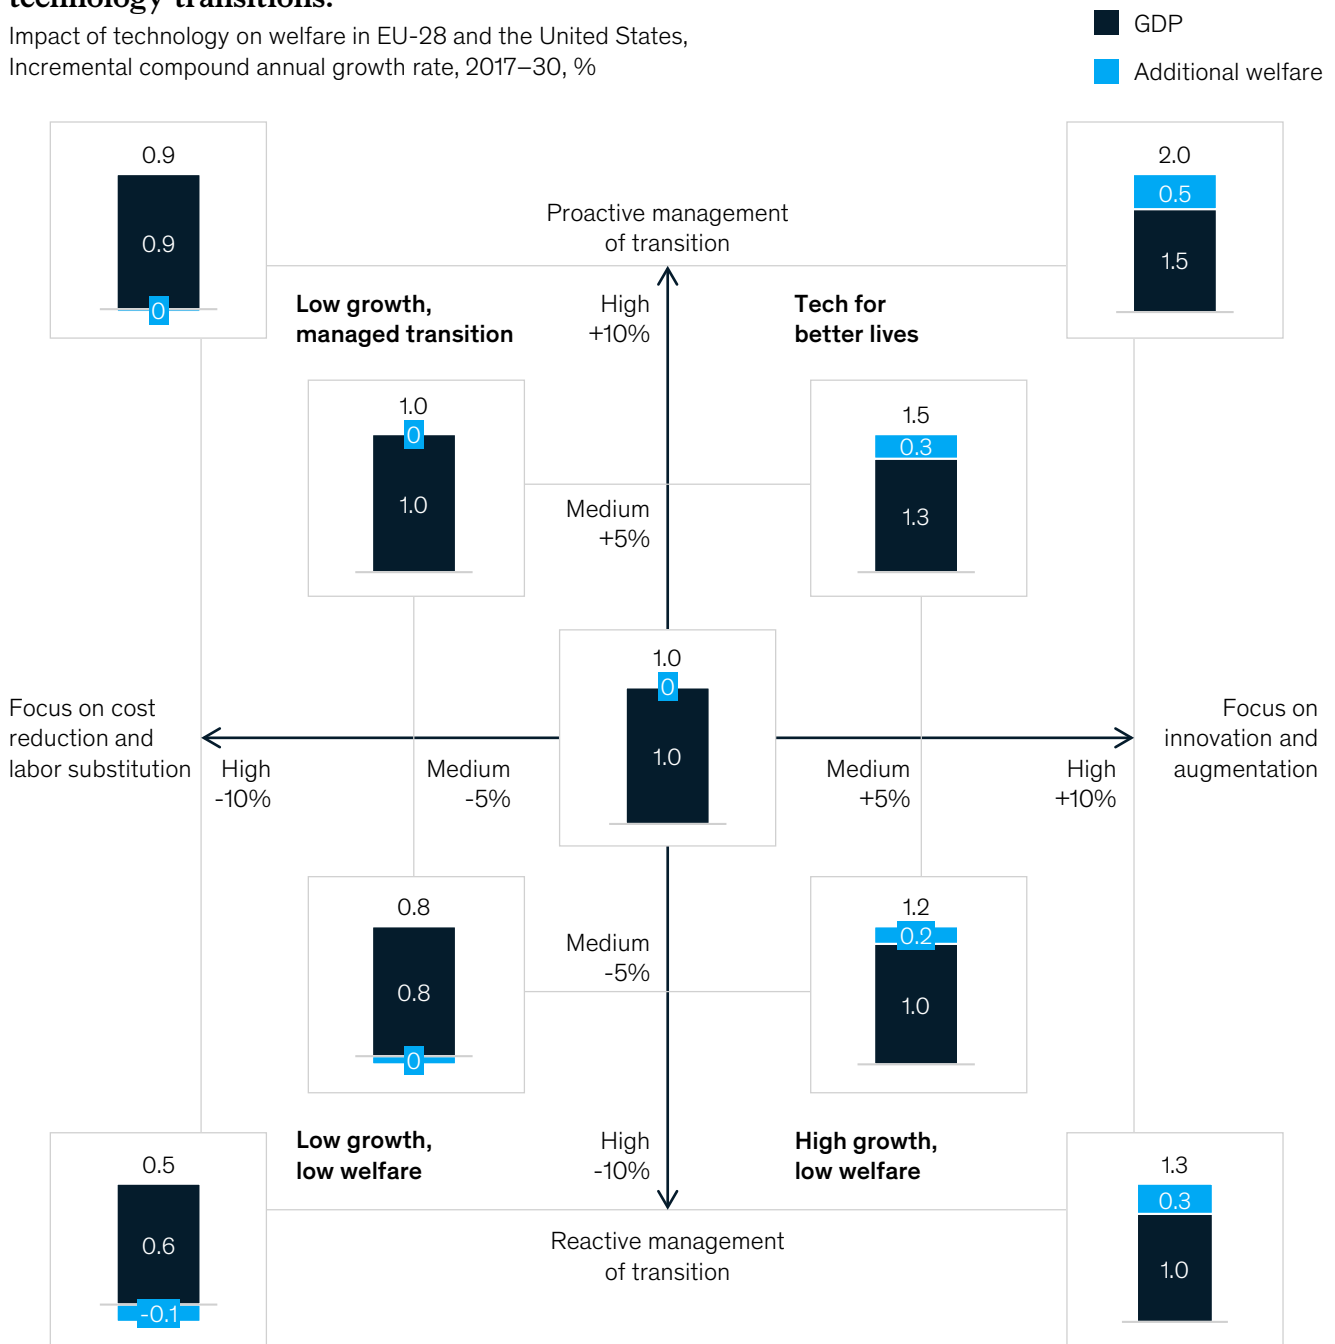 technology transitions.
Impact of technology on welfare in EU-28 and the United States,
Incremental compound annual growth rate, 2017–30, %
GDP
Additional welfare
0.9
0.9
0
2.0
0.5
1.5
Proactive management
of transition
Low growth,
managed transition
High
+10%
Tech for
better lives
1.0
0
1.0
1.5
0.3
1.3
Medium
+5%
1.0
0
1.0
Focus on cost
reduction and
labor substitution
High
-10%
Medium
-5%
Medium
+5%
High
+10%
Focus on
innovation and
augmentation
0.8
0.8
0
Medium
-5%
1.2
0.2
1.0
Low growth,
low welfare
High
-10%
High growth,
low welfare
0.5
0.6
-0.1
1.3
0.3
1.0
Reactive management
of transition